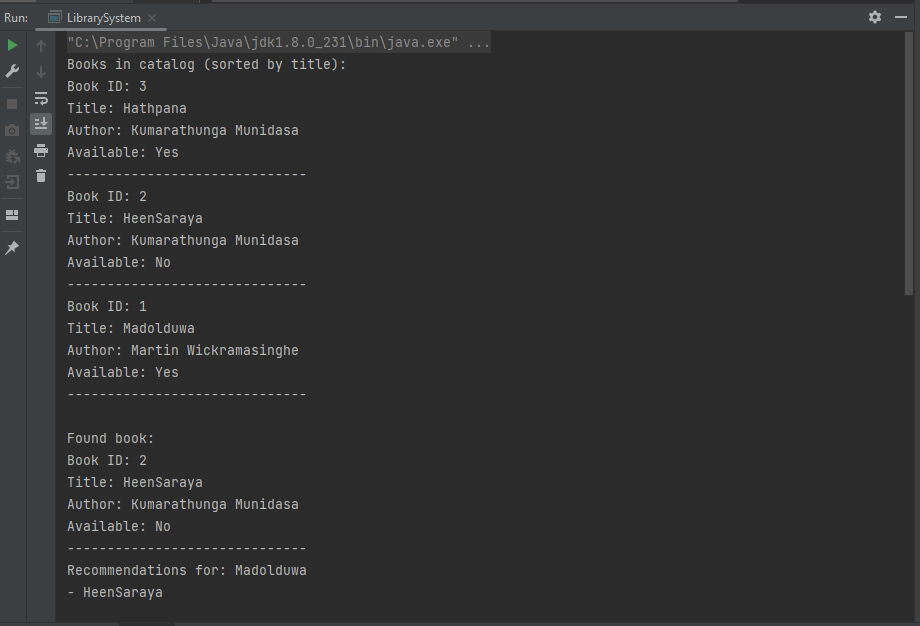 Run: LibrarySystem
"C:\Program Files\Java\jdk1.8.0_231\bin\java.exe" ...
Books in catalog (sorted by title):
Book ID: 3
Title: Hathpana
Author: Kumarathunga Munidasa
Available: Yes
------------------------------
Book ID: 2
Title: HeenSaraya
Author: Kumarathunga Munidasa
Available: No
------------------------------
Book ID: 1
Title: Madolduwa
Author: Martin Wickramasinghe
Available: Yes
------------------------------
Found book:
Book ID: 2
Title: HeenSaraya
Author: Kumarathunga Munidasa
Available: No
------------------------------
Recommendations for: Madolduwa
- HeenSaraya